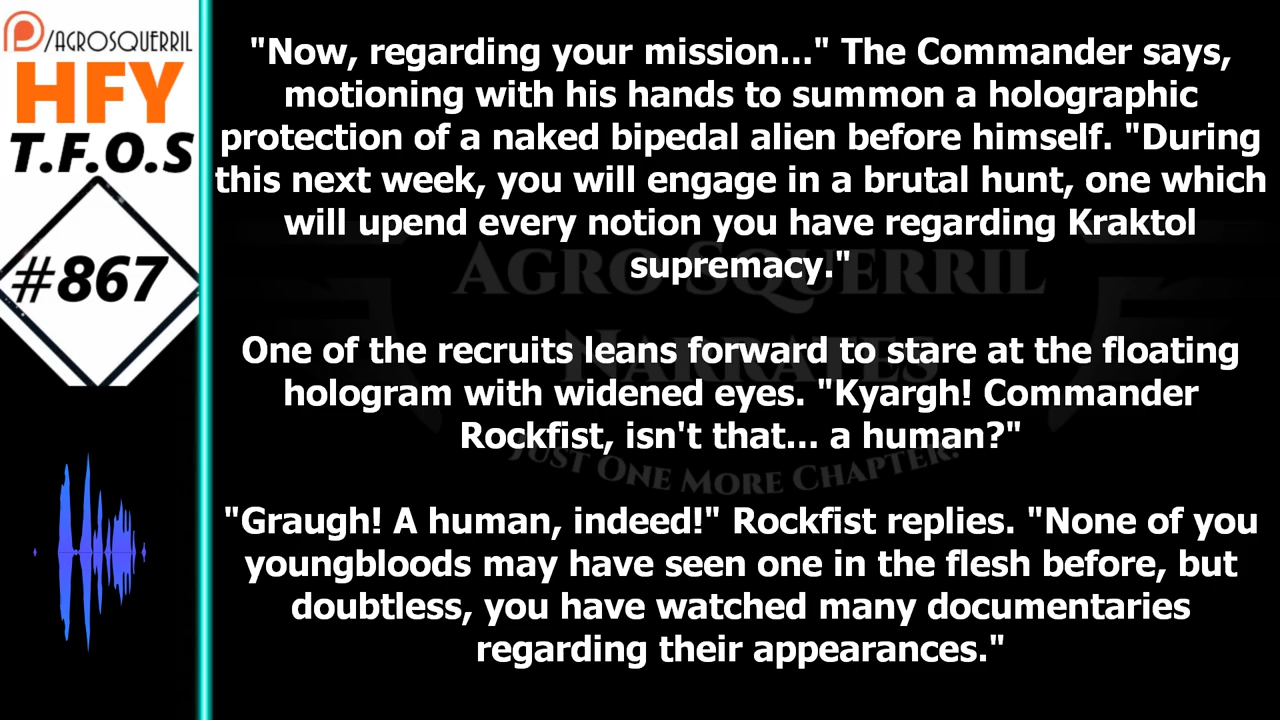 /AGROSQUERRIL
HFY
T.F.O.S
#867
"Now, regarding your mission..." The Commander says,
motioning with his hands to summon a holographic
protection of a naked bipedal alien before himself. "During
this next week, you will engage in a brutal hunt, one which
will upend every notion you have regarding Kraktol
supremacy."
One of the recruits leans forward to stare at the floating
hologram with widened eyes. "Kyargh! Commander
Rockfist, isn't that... a human?"
"Graugh! A human, indeed!" Rockfist replies. "None of you
youngbloods may have seen one in the flesh before, but
doubtless, you have watched many documentaries
regarding their appearances."
AGRO SQUERRIL
NARRATES
JUST ONE MORE CHAPTER.